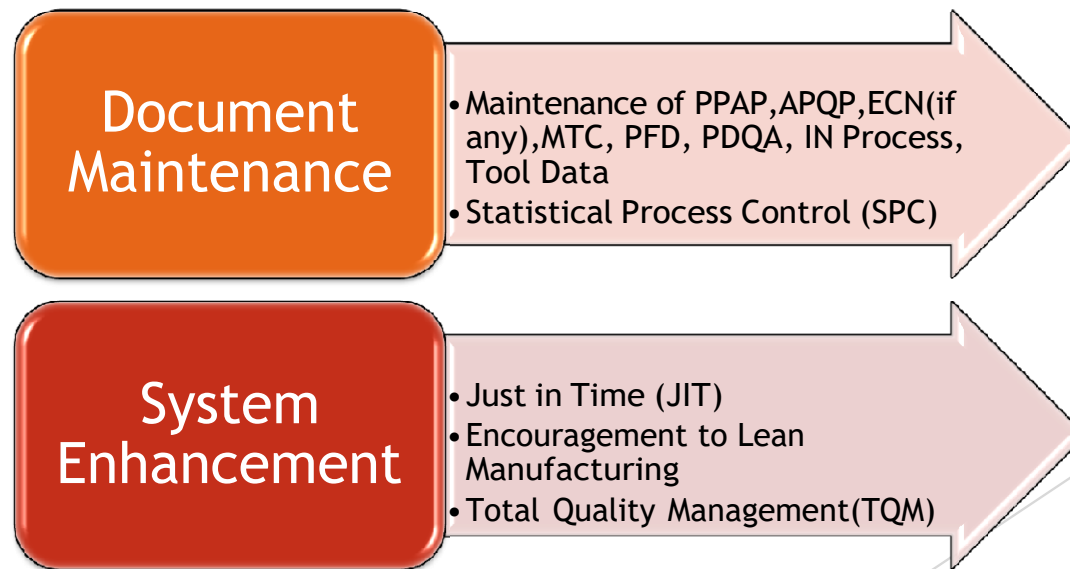 Document
Maintenance
• Maintenance of PPAP,APQP,ECN(if
any),MTC, PFD, PDQA, IN Process,
Tool Data
• Statistical Process Control (SPC)
System
Enhancement
• Just in Time (JIT)
• Encouragement to Lean
Manufacturing
• Total Quality Management(TQM)